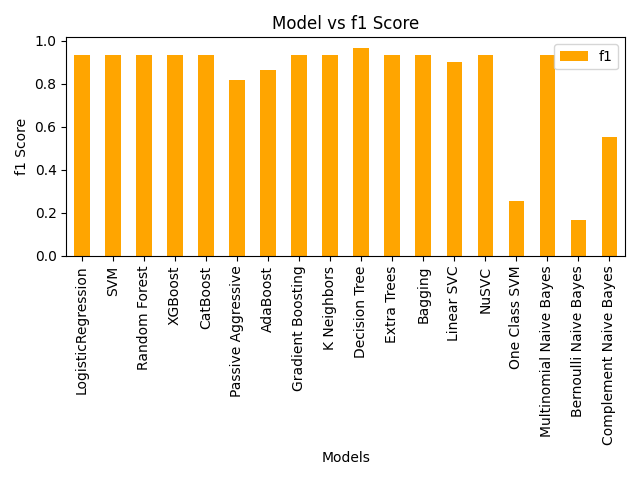 Model vs f1 Score
f1
f1 Score
1.0
0.8
0.6
0.4
0.2
0.0
LogisticRegression
SVM
Random Forest
XGBoost
CatBoost
Passive Aggressive
AdaBoost
Gradient Boosting
K Neighbors
Decision Tree
Extra Trees
Bagging
Linear SVC
NuSVC
One Class SVM
Multinomial Naive Bayes
Bernoulli Naive Bayes
Complement Naive Bayes
Models